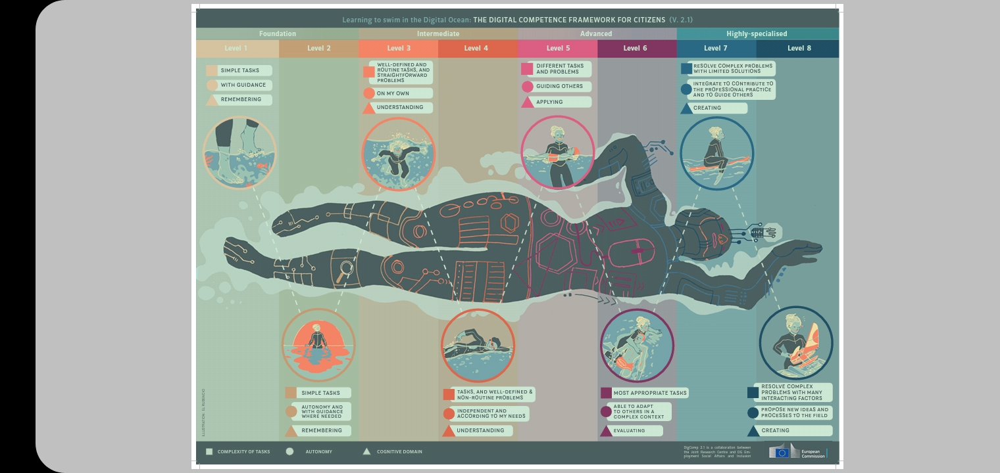 Learning to swim in the Digital Ocean: THE DIGITAL COMPETENCE FRAMEWORK FOR CITIZENS (V. 2.1)
Foundation
Intermediate
Advanced
Highly-specialised
Level 1
Level 2
Level 3
Level 4
Level 5
Level 6
Level 7
Level 8
SIMPLE TASKS
WITH GUIDANCE
REMEMBERING
WELL-DEFINED AND
ROUTINE TASKS, AND
STRAIGHTFORWARD
PROBLEMS
ON MY OWN
UNDERSTANDING
DIFFERENT TASKS
AND PROBLEMS
GUIDING OTHERS
APPLYING
RESOLVE COMPLEX PROBLEMS
WITH LIMITED SOLUTIONS
INTEGRATE TO CONTRIBUTE TO
THE PROFESSIONAL PRACTICE
AND TO GUIDE OTHERS
CREATING
SIMPLE TASKS
AUTONOMY AND
WITH GUIDANCE
WHERE NEEDED
REMEMBERING
TASKS, AND WELL-DEFINED &
NON-ROUTINE PROBLEMS
INDEPENDENT AND
ACCORDING TO MY NEEDS
UNDERSTANDING
MOST APPROPRIATE TASKS
ABLE TO ADAPT
TO OTHERS IN A
COMPLEX CONTEXT
EVALUATING
RESOLVE COMPLEX
PROBLEMS WITH MANY
INTERACTING FACTORS
PROPOSE NEW IDEAS AND
PROCESSES TO THE FIELD
CREATING
ILLUSTRATION: EL RUBENCIO
COMPLEXITY OF TASKS
AUTONOMY
COGNITIVE DOMAIN
DigComp 2.1 is a collaboration between
the Joint Research Centre and DG Em-
ployment Social Affairs and Inclusion
European
Commission